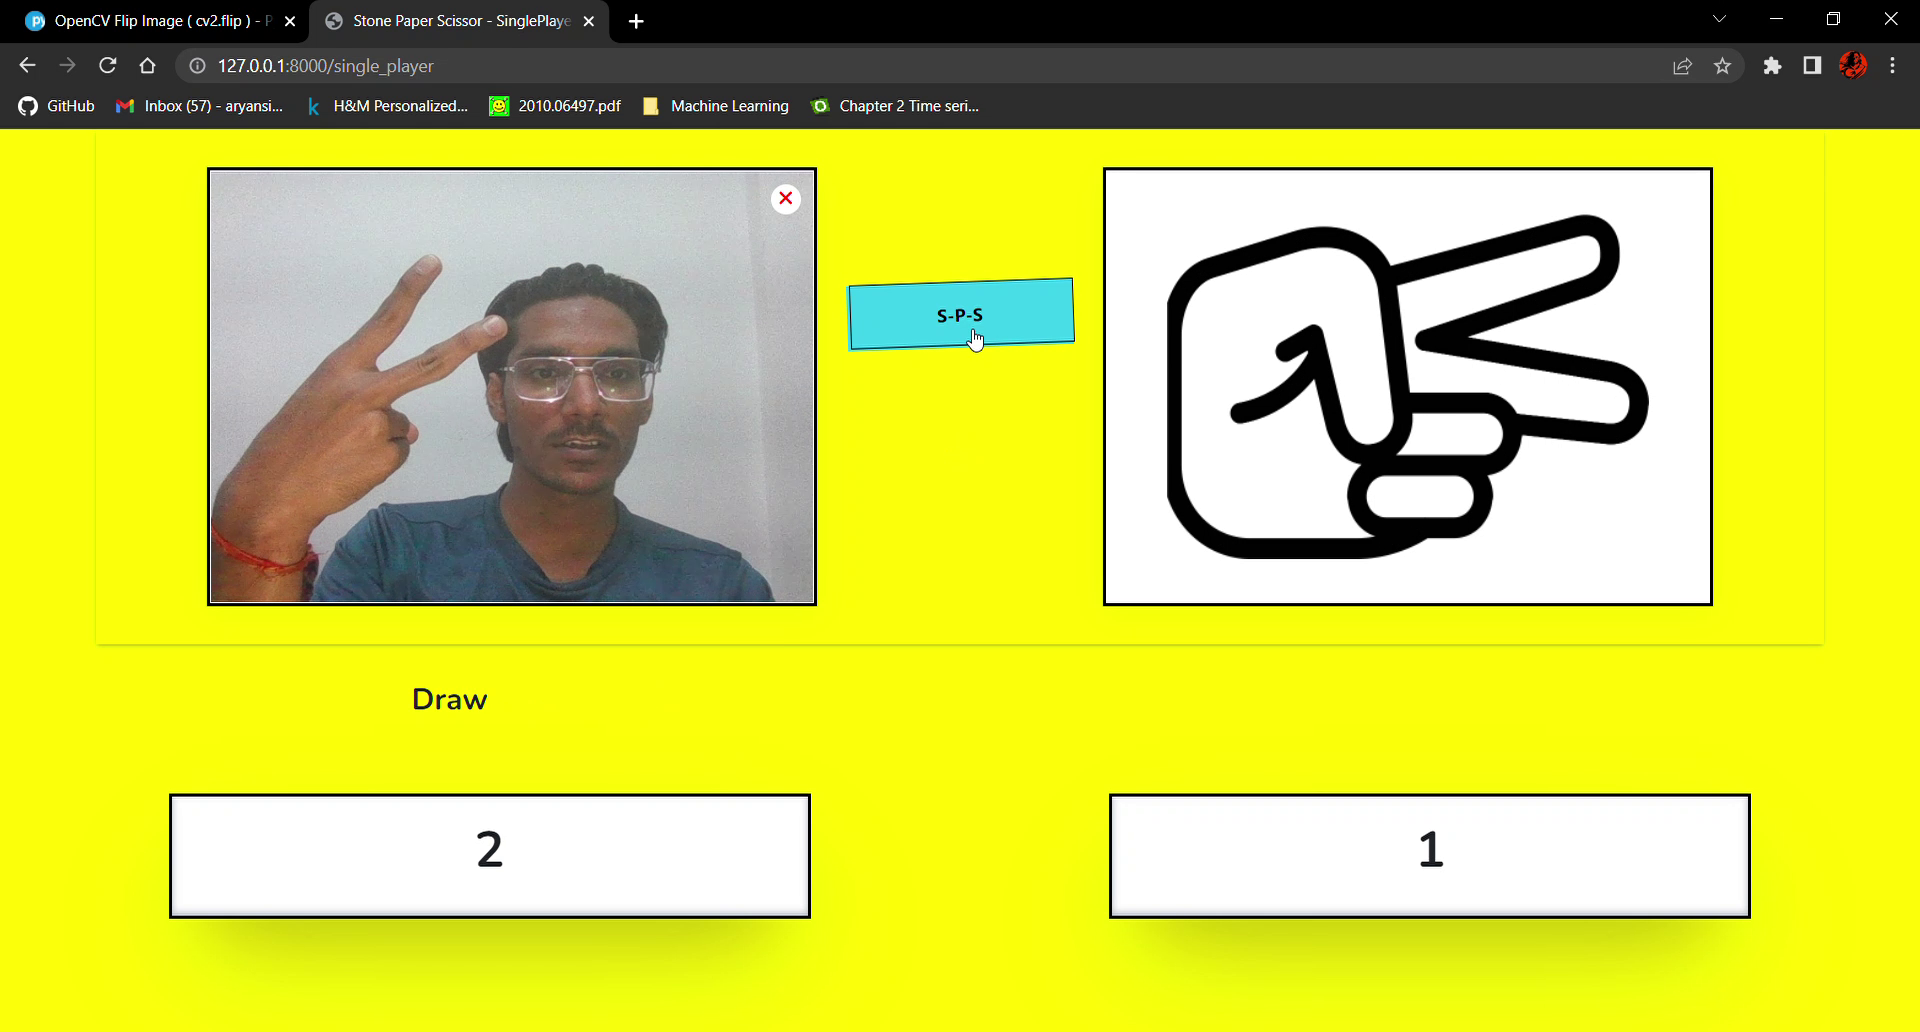 OpenCV Flip Image ( cv2.flip ) - P
Stone Paper Scissor - SinglePlaye
127.0.0.1:8000/single_player
GitHub
Inbox (57) - aryansi...
H&M Personalized...
2010.06497.pdf
Machine Learning
Chapter 2 Time seri...
S-P-S
Draw
2
1